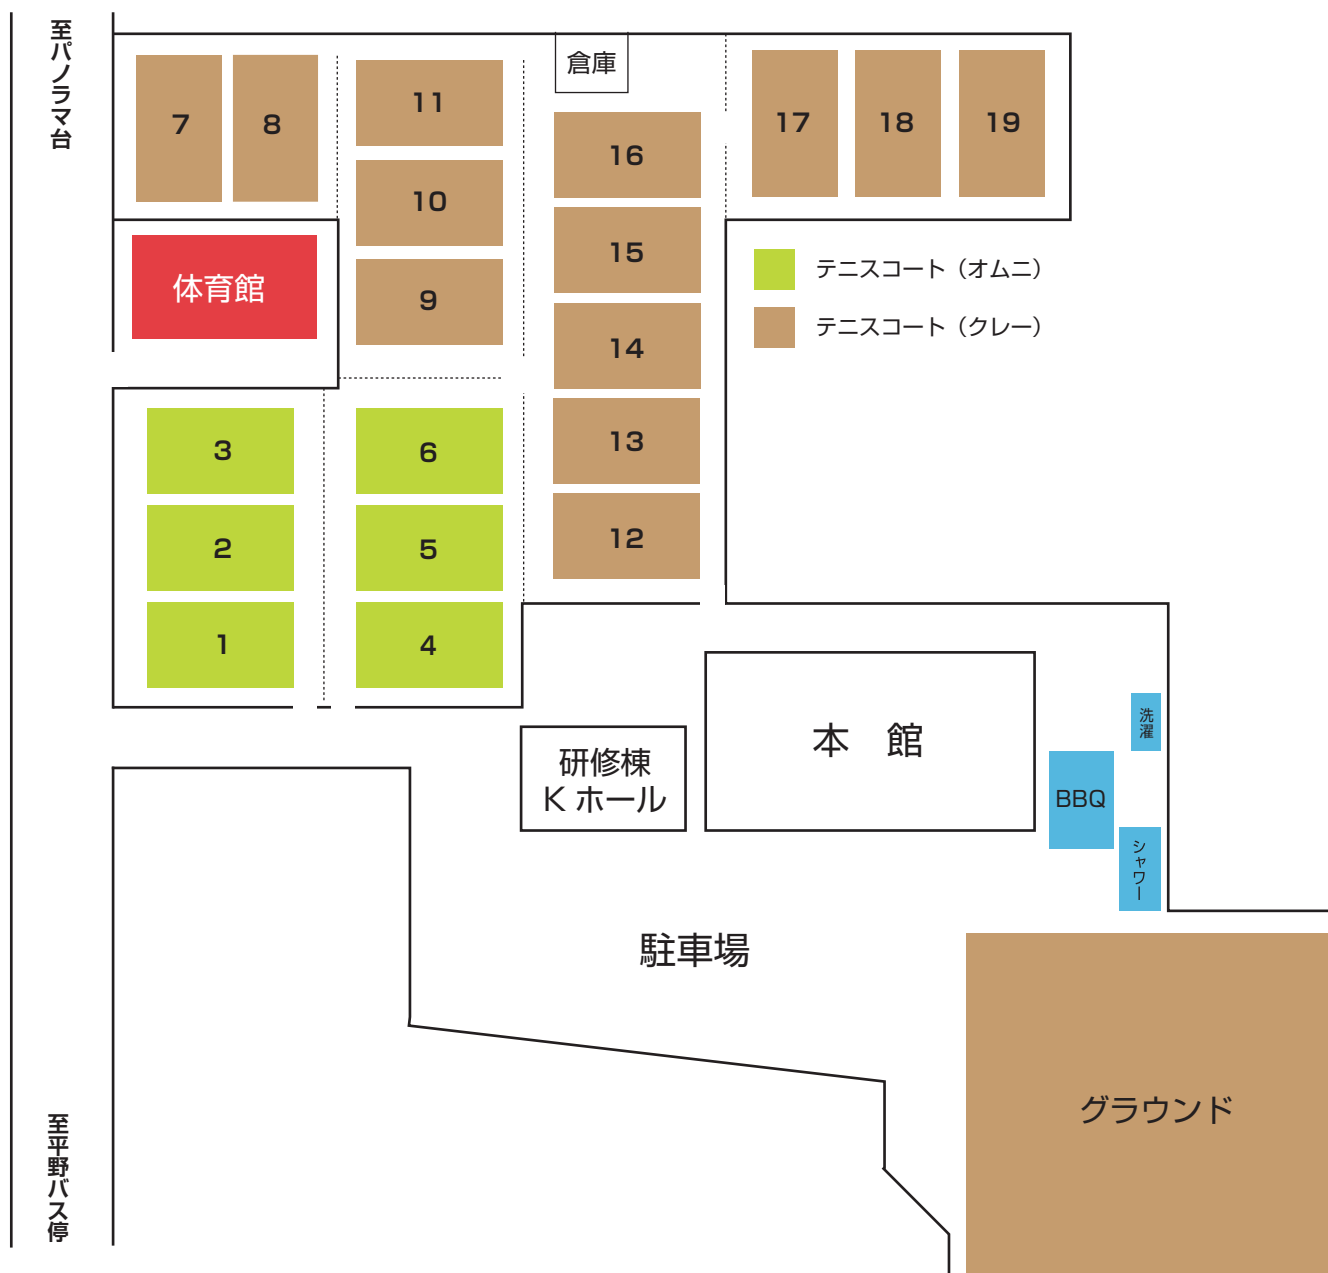 至パノラマ台
倉庫
7
8
11
10
9
16
15
14
13
12
17
18
19
体育館
テニスコート（オムニ）
テニスコート（クレー）
3
2
1
6
5
4
本 館
研修棟
K ホール
洗濯
BBQ
シャワー
駐車場
グラウンド
至平野バス停